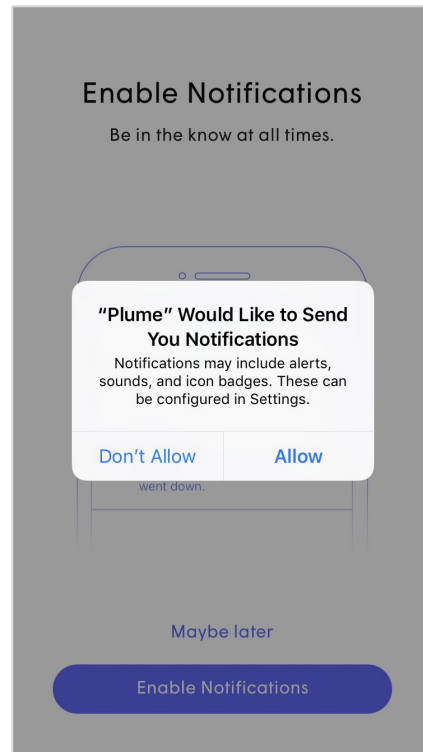 Enable Notifications
Be in the know at all times.
“Plume” Would Like to Send
You Notifications
Notifications may include alerts,
sounds, and icon badges. These can
be configured in Settings.
Don’t Allow
Allow
went down.
Maybe later
Enable Notifications